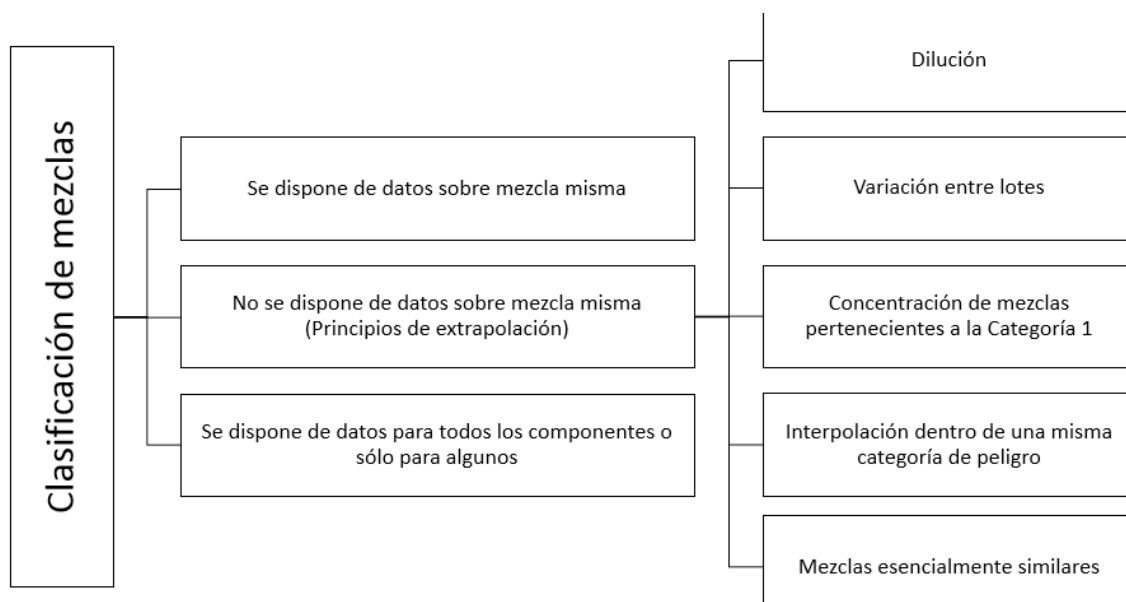 Clasificación de mezclas
Se dispone de datos sobre mezcla misma
No se dispone de datos sobre mezcla misma
(Principios de extrapolación)
Se dispone de datos para todos los componentes o
sólo para algunos
Dilución
Variación entre lotes
Concentración de mezclas
pertenecientes a la Categoría 1
Interpolación dentro de una misma
categoría de peligro
Mezclas esencialmente similares